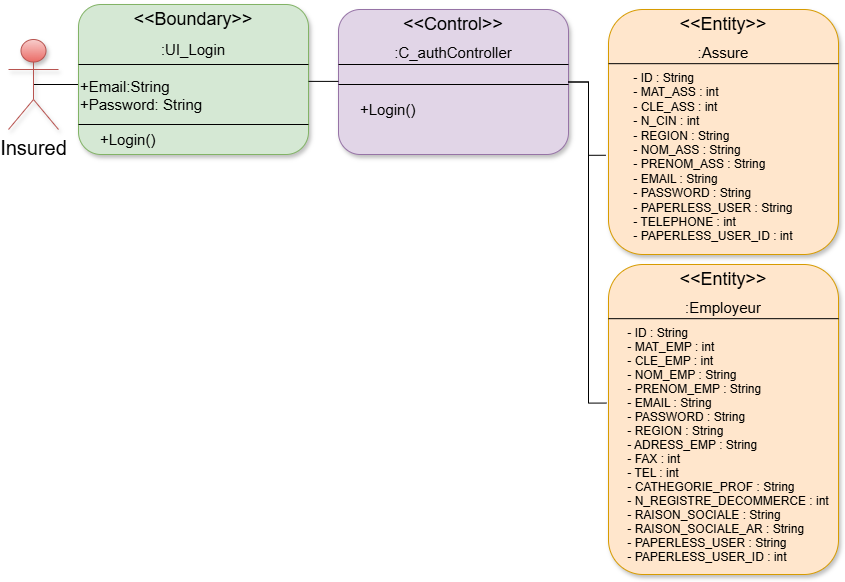 Insured
<<Boundary>>
:UI_Login
+Email:String
+Password: String
+Login()
<<Control>>
:C_authController
+Login()
<<Entity>>
:Assure
- ID : String
- MAT_ASS : int
- CLE_ASS : int
- N_CIN : int
- REGION : String
- NOM_ASS : String
- PRENOM_ASS : String
- EMAIL : String
- PASSWORD : String
- PAPERLESS_USER : String
- TELEPHONE : int
- PAPERLESS_USER_ID : int
<<Entity>>
:Employeur
- ID : String
- MAT_EMP : int
- CLE_EMP : int
- NOM_EMP : String
- PRENOM_EMP : String
- EMAIL : String
- PASSWORD : String
- REGION : String
- ADRESS_EMP : String
- FAX : int
- TEL : int
- CATHEGORIE_PROF : String
- N_REGISTRE_DECOMMERCE : int
- RAISON_SOCIALE : String
- RAISON_SOCIALE_AR : String
- PAPERLESS_USER : String
- PAPERLESS_USER_ID : int